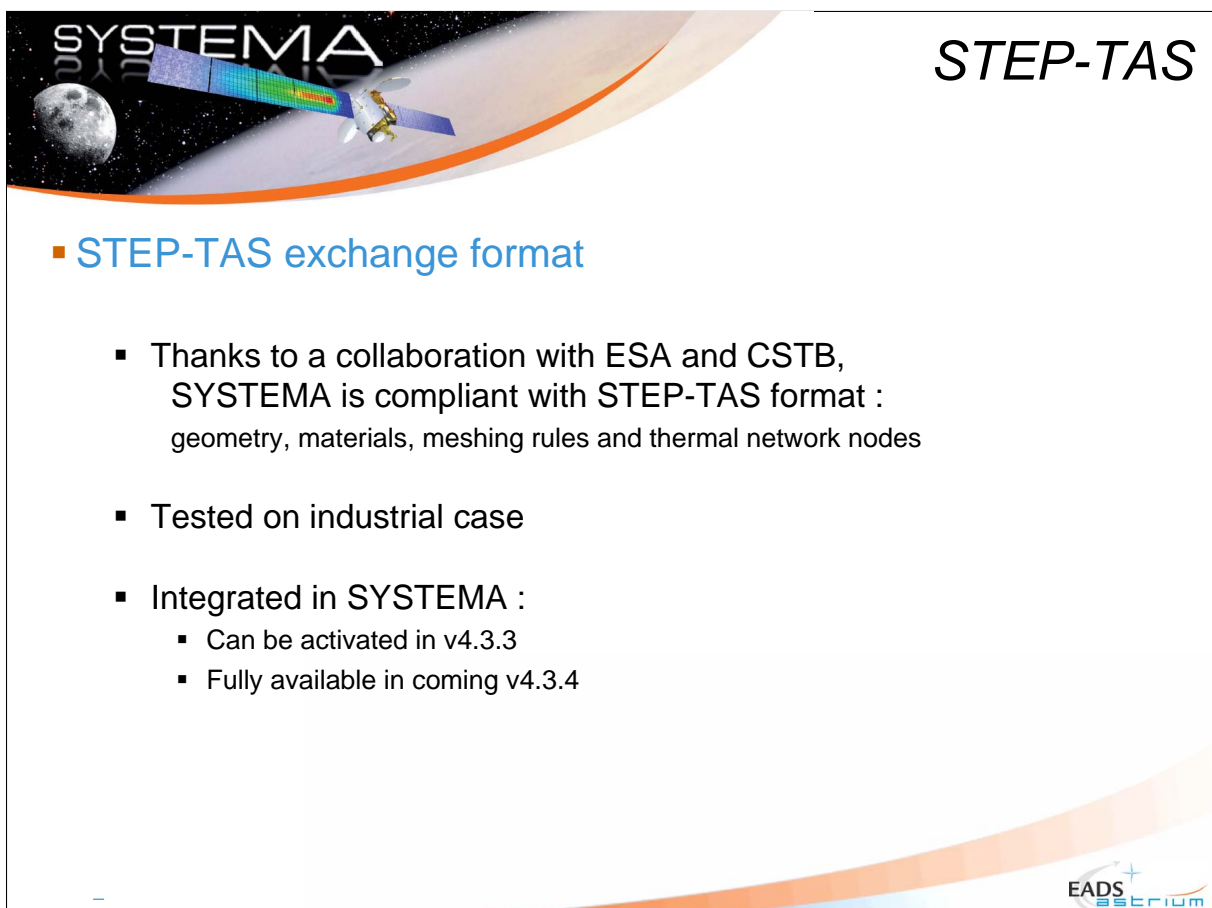 SYSTEMA
STEP-TAS
▪ STEP-TAS exchange format
▪ Thanks to a collaboration with ESA and CSTB,
SYSTEMA is compliant with STEP-TAS format :
geometry, materials, meshing rules and thermal network nodes
▪ Tested on industrial case
▪ Integrated in SYSTEMA :
▪ Can be activated in v4.3.3
▪ Fully available in coming v4.3.4
EADS
astrium